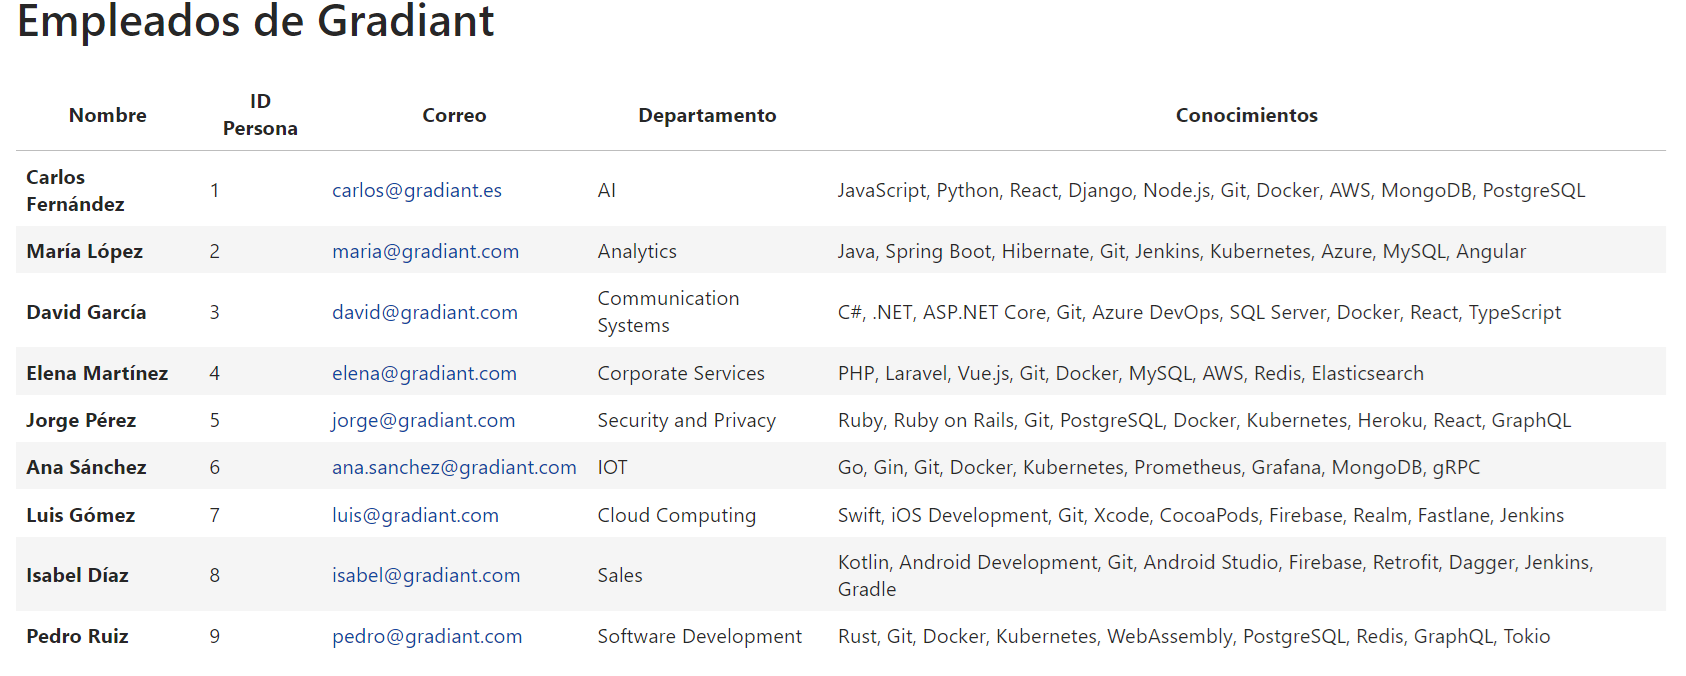 Empleados de Gradiant
Nombre ID Persona Correo Departamento Conocimientos
Carlos Fernández 1 carlos@gradiant.es AI JavaScript, Python, React, Django, Node.js, Git, Docker, AWS, MongoDB, PostgreSQL
María López 2 maria@gradiant.com Analytics Java, Spring Boot, Hibernate, Git, Jenkins, Kubernetes, Azure, MySQL, Angular
David García 3 david@gradiant.com Communication Systems C#, .NET, ASP.NET Core, Git, Azure DevOps, SQL Server, Docker, React, TypeScript
Elena Martínez 4 elena@gradiant.com Corporate Services PHP, Laravel, Vue.js, Git, Docker, MySQL, AWS, Redis, Elasticsearch
Jorge Pérez 5 jorge@gradiant.com Security and Privacy Ruby, Ruby on Rails, Git, PostgreSQL, Docker, Kubernetes, Heroku, React, GraphQL
Ana Sánchez 6 ana.sanchez@gradiant.com IOT Go, Gin, Git, Docker, Kubernetes, Prometheus, Grafana, MongoDB, gRPC
Luis Gómez 7 luis@gradiant.com Cloud Computing Swift, iOS Development, Git, Xcode, CocoaPods, Firebase, Realm, Fastlane, Jenkins
Isabel Díaz 8 isabel@gradiant.com Sales Kotlin, Android Development, Git, Android Studio, Firebase, Retrofit, Dagger, Jenkins, Gradle
Pedro Ruiz 9 pedro@gradiant.com Software Development Rust, Git, Docker, Kubernetes, WebAssembly, PostgreSQL, Redis, GraphQL, Tokio